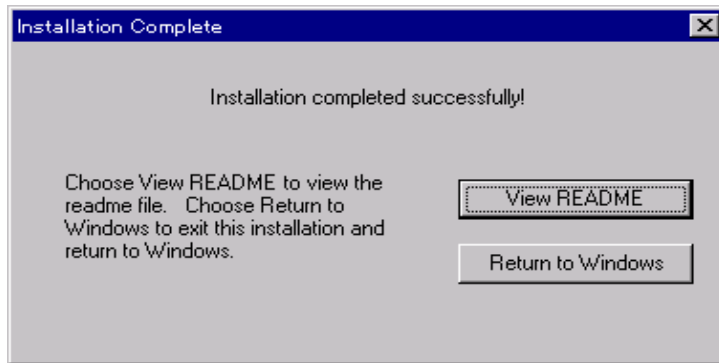 Installation Complete
Installation completed successfully!
Choose View README to view the
readme file.   Choose Return to
Windows to exit this installation and
return to Windows.
View README
Return to Windows